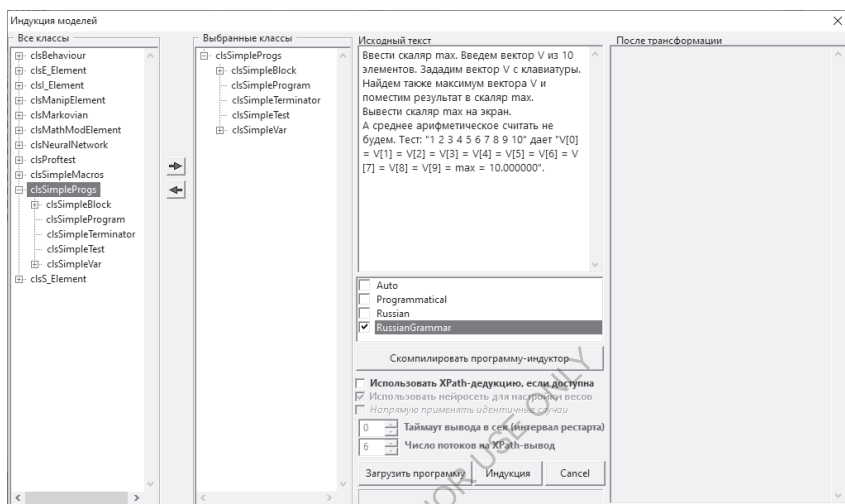 Индукция моделей
Все классы
clsBehaviour
clsE_Element
clsI_Element
clsManipElement
clsMarkovian
clsMathModElement
clsNeuralNetwork
clsProftest
clsSimpleMacros
clsSimpleProgs
clsSimpleBlock
clsSimpleProgram
clsSimpleTerminator
clsSimpleTest
clsSimpleVar
clsS_Element
Выбранные классы
clsSimpleProgs
clsSimpleBlock
clsSimpleProgram
clsSimpleTerminator
clsSimpleTest
clsSimpleVar
Исходный текст
Ввести скаляр max. Введем вектор V из 10
элементов. Зададим вектор V с клавиатуры.
Найдем также максимум вектора V и
поместим результат в скаляр max.
Вывести скаляр max на экран.
А среднее арифметическое считать не
будем. Тест: "1 2 3 4 5 6 7 8 9 10" дает "V[0]
= V[1] = V[2] = V[3] = V[4] = V[5] = V[6] = V
[7] = V[8] = V[9] = max = 10.000000".
Auto
Programmatical
Russian
RussianGrammar
Скомпилировать программу-индуктор
Использовать XPath-дедукцию, если доступна
Использовать нейросеть для настройки весов
Напрямую применять идентичные случаи
0 Таймаут вывода в сек (интервал рестарта)
6 Число потоков на XPath-вывод
Загрузить программу Индукция Cancel
После трансформации
FOR USE ONLY